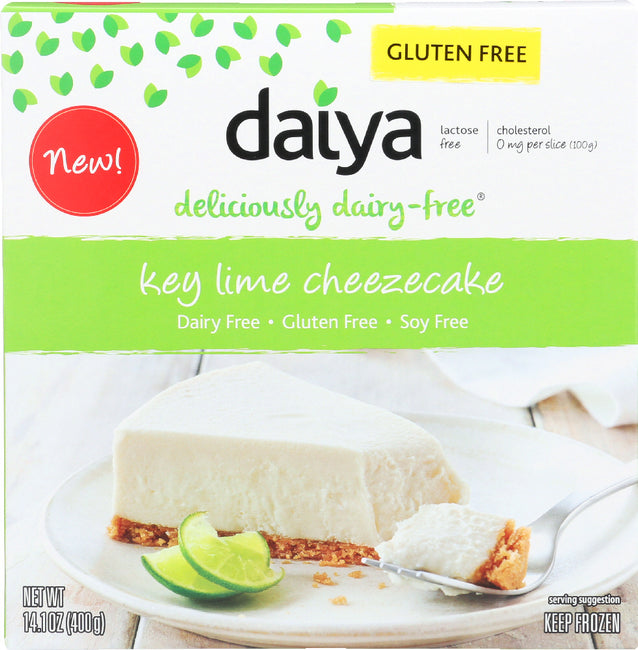 GLUTEN FREE
New!
daiya
lactose free
cholesterol
0 mg per slice (100g)
deliciously dairy-free®
key lime cheezecake
Dairy Free • Gluten Free • Soy Free
NET WT
14.1 OZ (400g)
serving suggestion
KEEP FROZEN